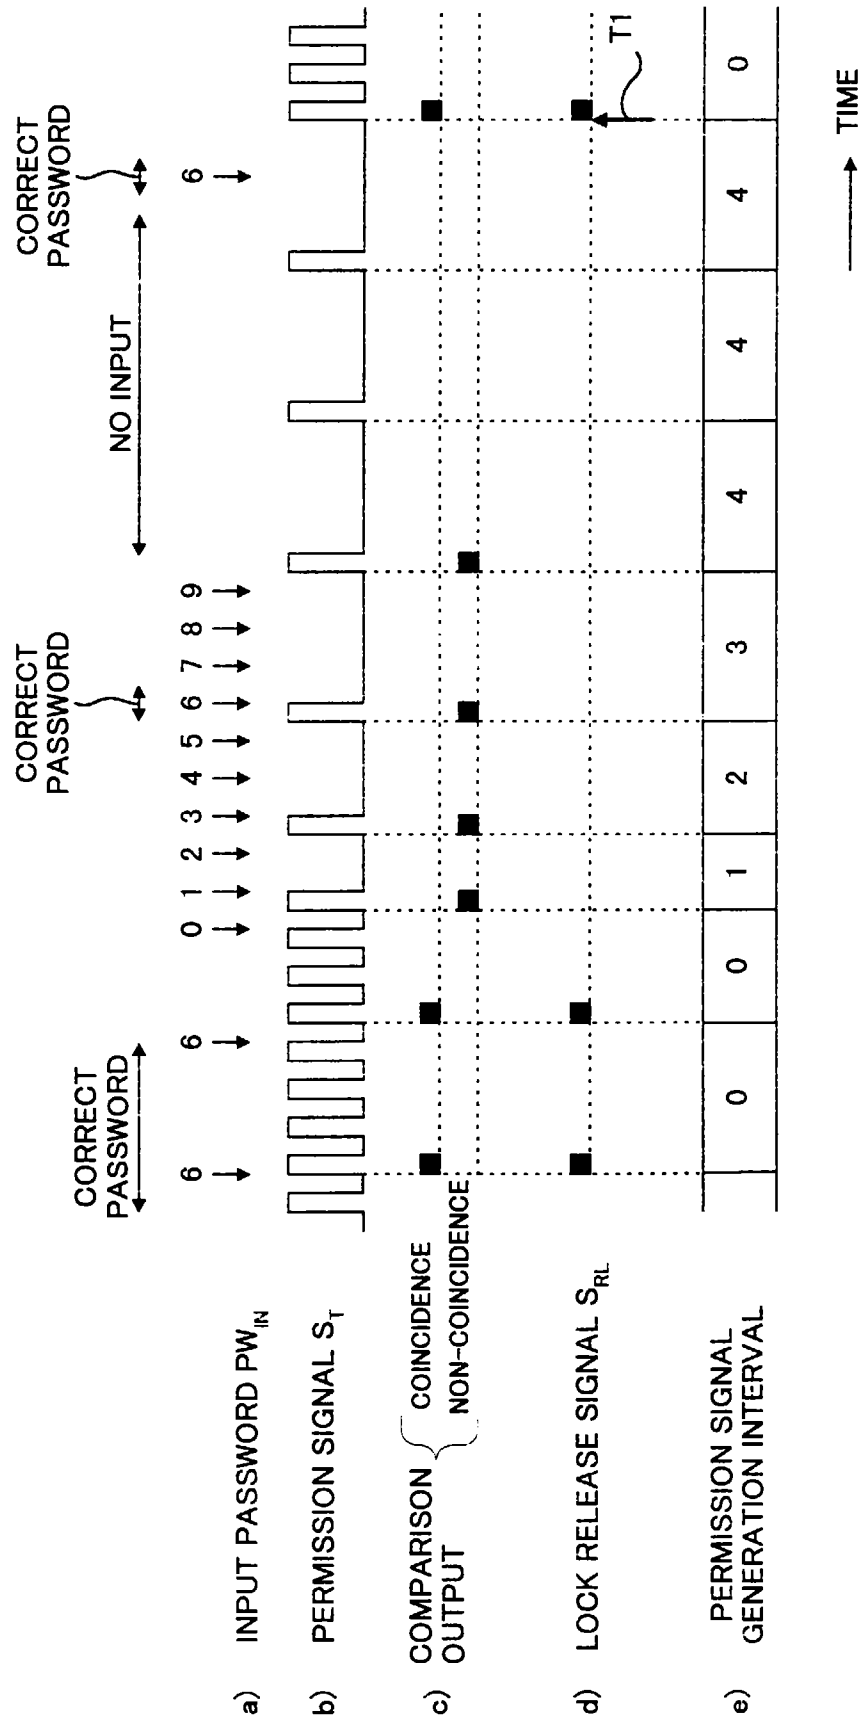 CORRECT
PASSWORD
CORRECT
PASSWORD
NO INPUT
CORRECT
PASSWORD
a) INPUT PASSWORD PW_IN
6 6 0 1 2 3 4 5 6 7 8 9 6
b) PERMISSION SIGNAL S_T
c) COMPARISON
OUTPUT
COINCIDENCE
NON-COINCIDENCE
d) LOCK RELEASE SIGNAL S_RL
T1
e) PERMISSION SIGNAL
GENERATION INTERVAL
0 0 1 2 3 4 4 4 0
TIME